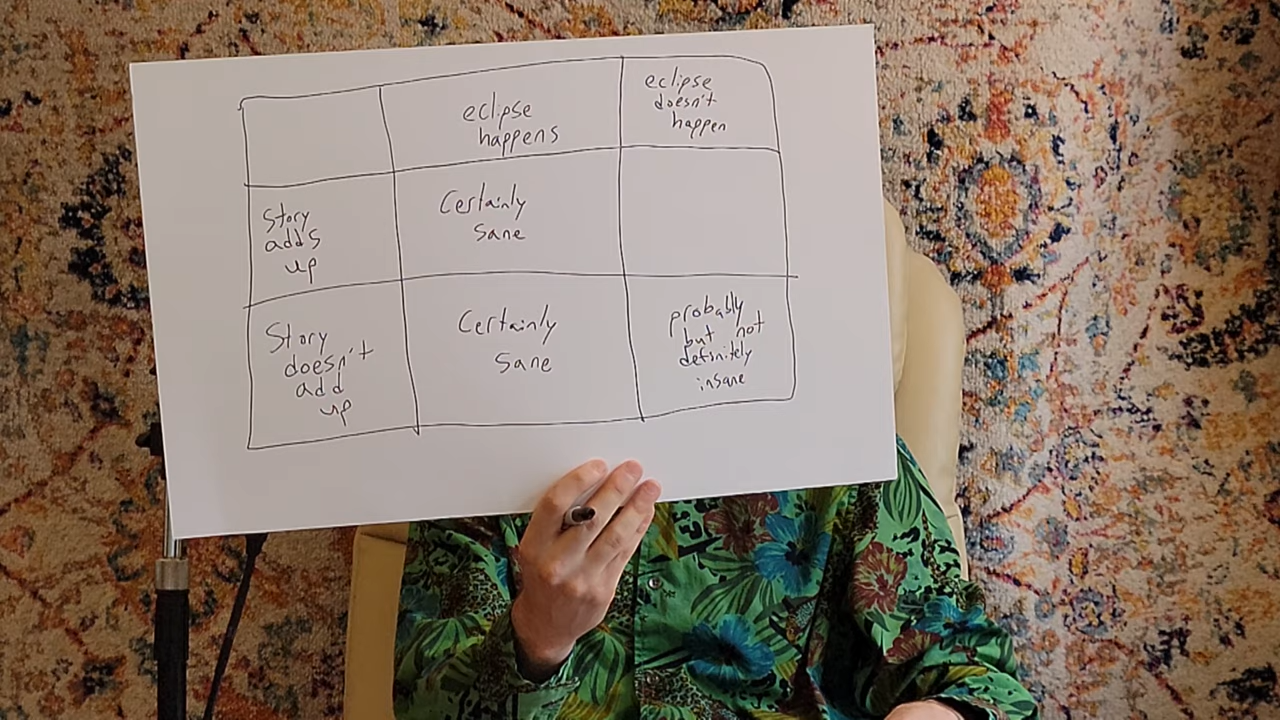 eclipse
happens
eclipse
doesn't
happen
Story
adds
up
Certainly
sane
Story
doesn't
add
up
Certainly
sane
probably
but not
definitely
insane